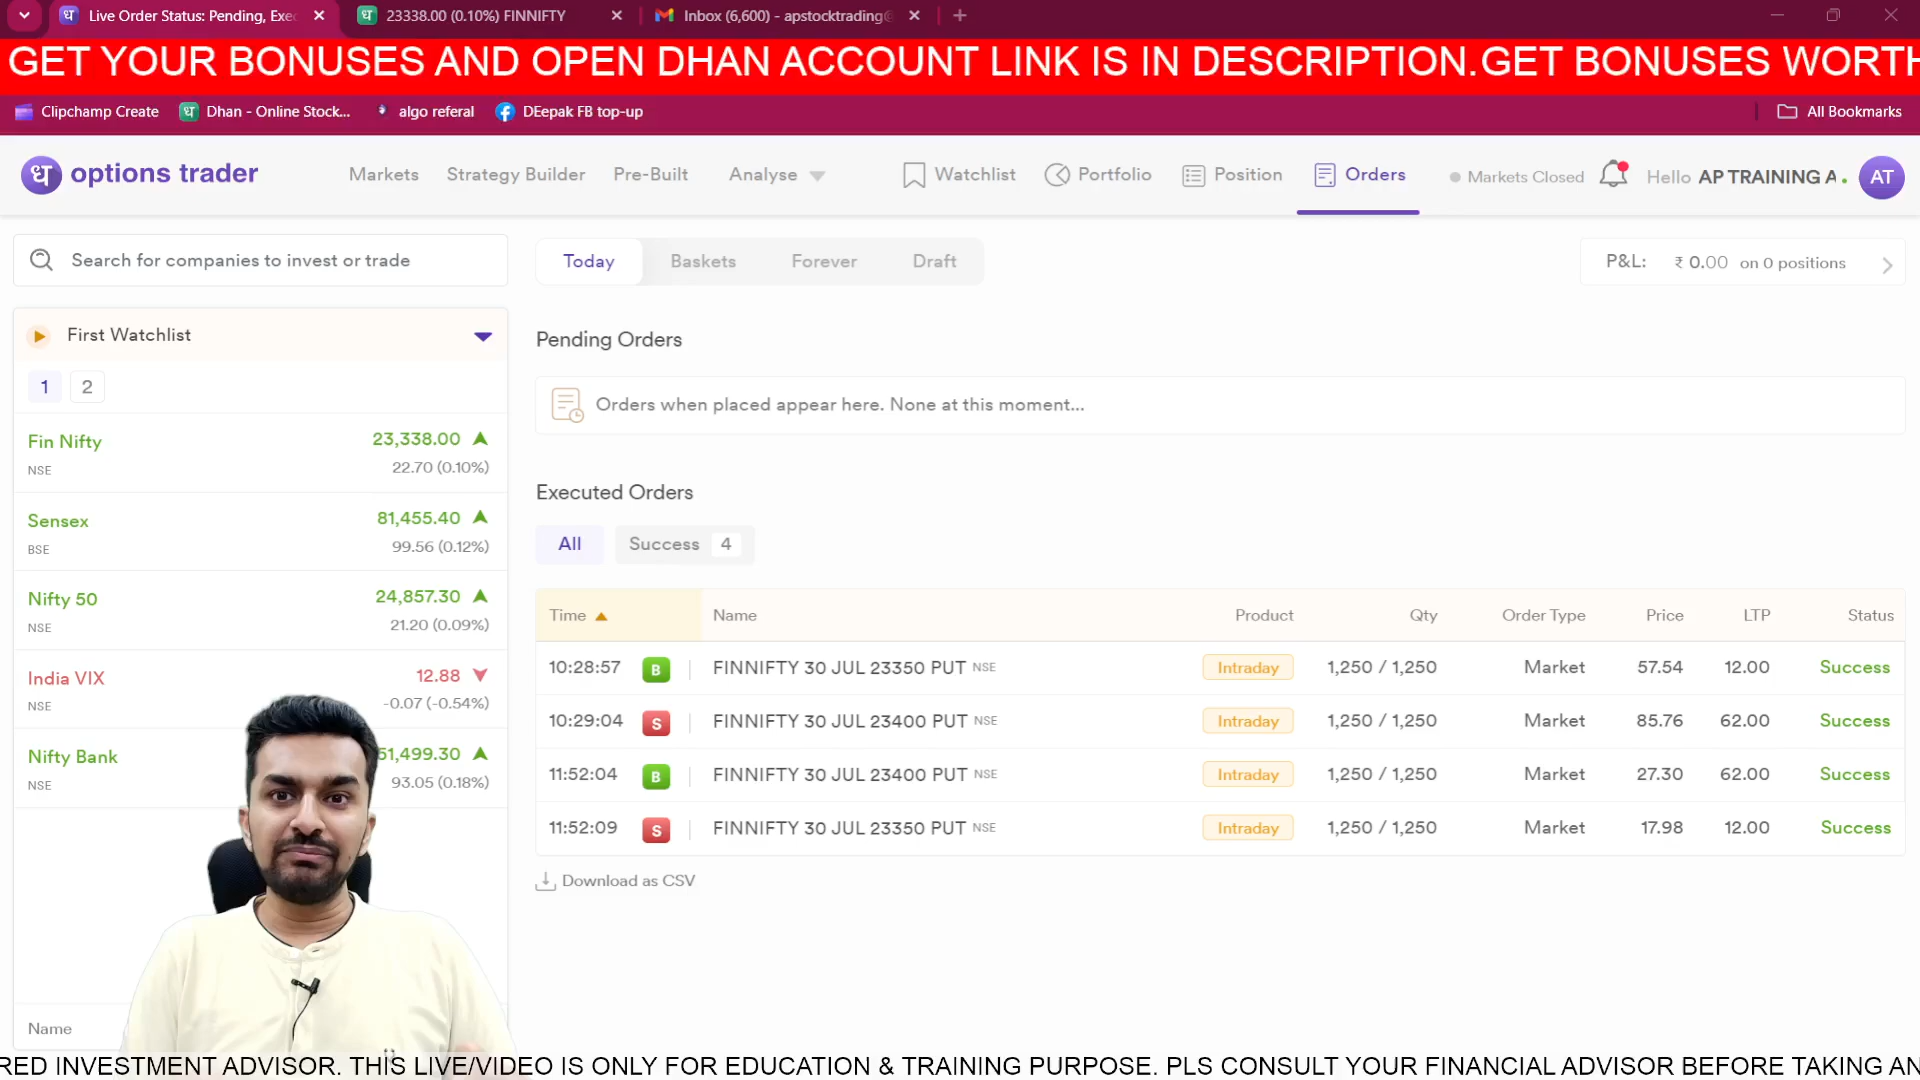 Live Order Status: Pending, Exec
23338.00 (0.10%) FINNIFTY
Inbox (6,600) - apstocktrading@
GET YOUR BONUSES AND OPEN DHAN ACCOUNT LINK IS IN DESCRIPTION.GET BONUSES WORTH
Clipchamp Create
Dhan - Online Stock...
algo referal
DEepak FB top-up
All Bookmarks
ध options trader
Markets
Strategy Builder
Pre-Built
Analyse
Watchlist
Portfolio
Position
Orders
Markets Closed
Hello AP TRAINING A.
AT
Search for companies to invest or trade
Today
Baskets
Forever
Draft
P&L: ₹ 0.00 on 0 positions
First Watchlist
1 2
Fin Nifty 23,338.00
NSE 22.70 (0.10%)
Sensex 81,455.40
BSE 99.56 (0.12%)
Nifty 50 24,857.30
NSE 21.20 (0.09%)
India VIX 12.88
NSE -0.07 (-0.54%)
Nifty Bank 51,499.30
NSE 93.05 (0.18%)
Name
Pending Orders
Orders when placed appear here. None at this moment...
Executed Orders
All
Success 4
Time Name Product Qty Order Type Price LTP Status
10:28:57 B FINNIFTY 30 JUL 23350 PUT NSE Intraday 1,250 / 1,250 Market 57.54 12.00 Success
10:29:04 S FINNIFTY 30 JUL 23400 PUT NSE Intraday 1,250 / 1,250 Market 85.76 62.00 Success
11:52:04 B FINNIFTY 30 JUL 23400 PUT NSE Intraday 1,250 / 1,250 Market 27.30 62.00 Success
11:52:09 S FINNIFTY 30 JUL 23350 PUT NSE Intraday 1,250 / 1,250 Market 17.98 12.00 Success
Download as CSV
RED INVESTMENT ADVISOR. THIS LIVE/VIDEO IS ONLY FOR EDUCATION & TRAINING PURPOSE. PLS CONSULT YOUR FINANCIAL ADVISOR BEFORE TAKING AN